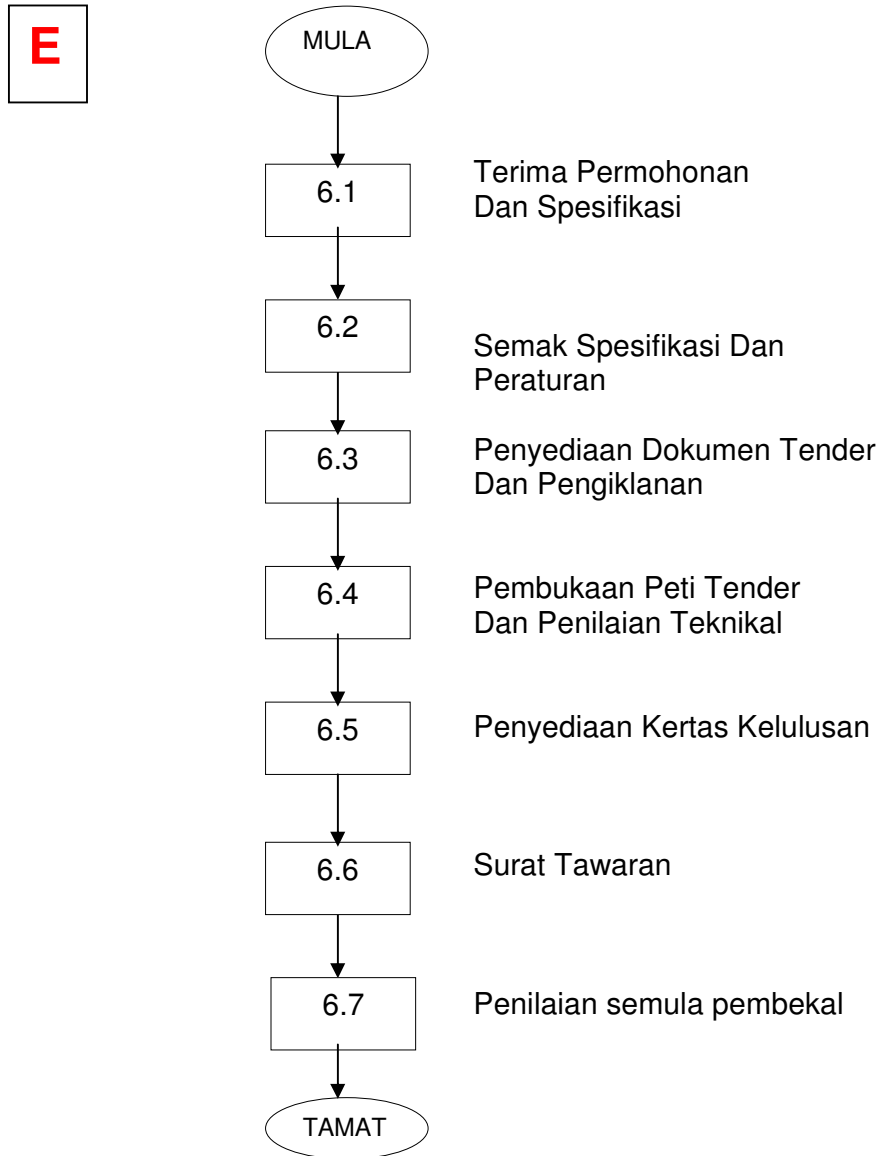 E
MULA
6.1
Terima Permohonan
Dan Spesifikasi
6.2
Semak Spesifikasi Dan
Peraturan
6.3
Penyediaan Dokumen Tender
Dan Pengiklanan
6.4
Pembukaan Peti Tender
Dan Penilaian Teknikal
6.5
Penyediaan Kertas Kelulusan
6.6
Surat Tawaran
6.7
Penilaian semula pembekal
TAMAT